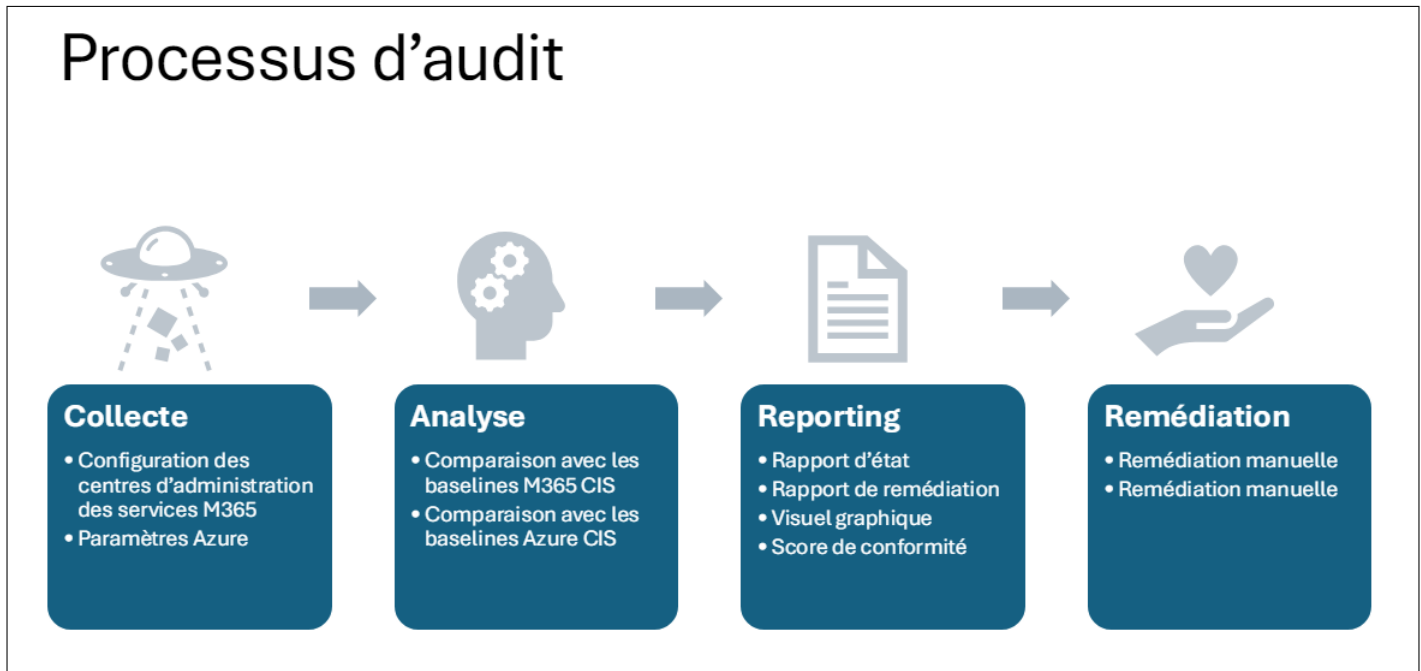 Processus d’audit
Collecte
• Configuration des
centres d’administration
des services M365
• Paramètres Azure
Analyse
• Comparaison avec les
baselines M365 CIS
• Comparaison avec les
baselines Azure CIS
Reporting
• Rapport d’état
• Rapport de remédiation
• Visuel graphique
• Score de conformité
Remédiation
• Remédiation manuelle
• Remédiation manuelle